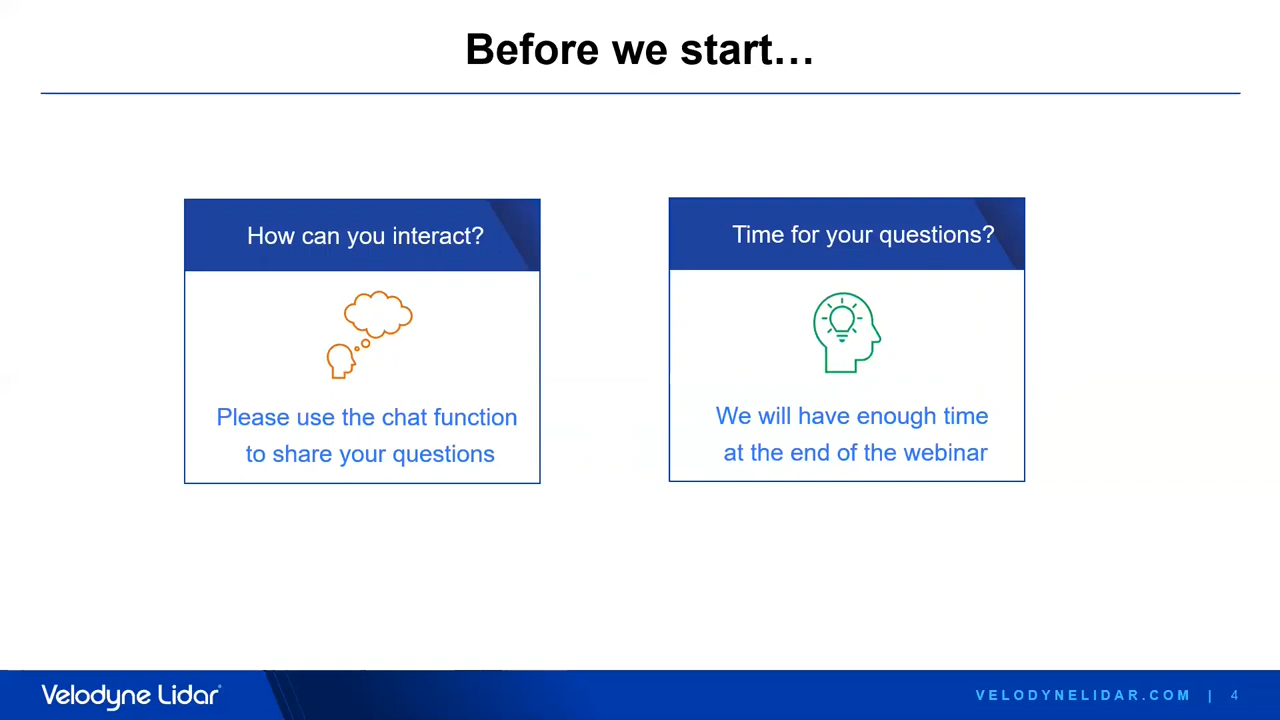 Before we start…
How can you interact?
Please use the chat function
to share your questions
Time for your questions?
We will have enough time
at the end of the webinar
Velodyne Lidar®
VELODYNELIDAR.COM | 4